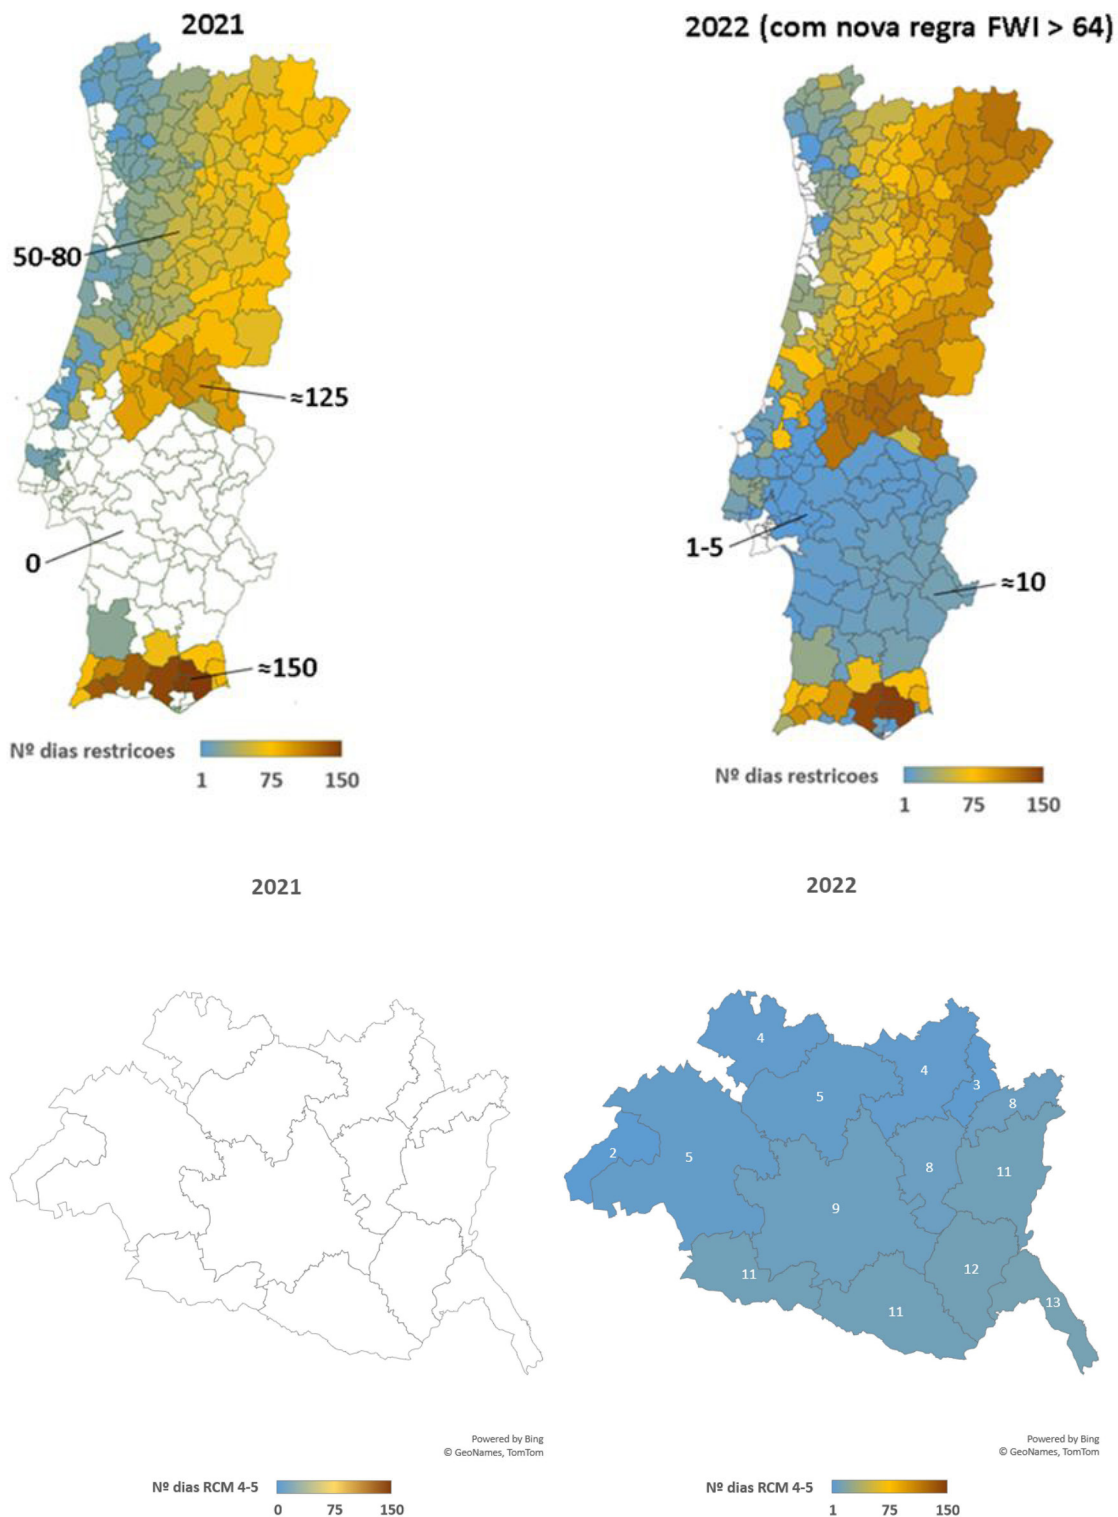 2021
2022 (com nova regra FWI > 64)
50-80
≈125
0
≈150
1-5
≈10
Nº dias restricoes
1 75 150
Nº dias restricoes
1 75 150
2021
2022
4
4
3
5
8
2
5
8
11
9
11
12
11
13
Powered by Bing
© GeoNames, TomTom
Powered by Bing
© GeoNames, TomTom
Nº dias RCM 4-5
0 75 150
Nº dias RCM 4-5
1 75 150